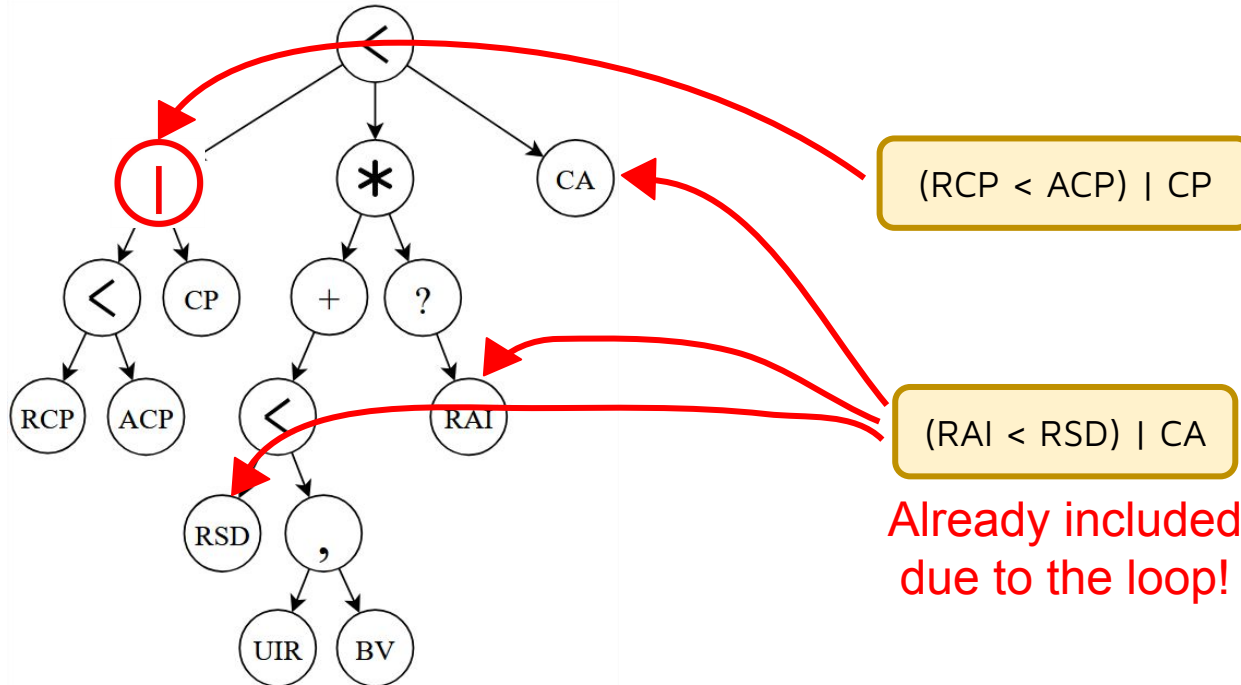 <
|
*
CA
(RCP < ACP) | CP
<
CP
+
?
RCP
ACP
<
RAI
(RAI < RSD) | CA
RSD
,
Already included
due to the loop!
UIR
BV